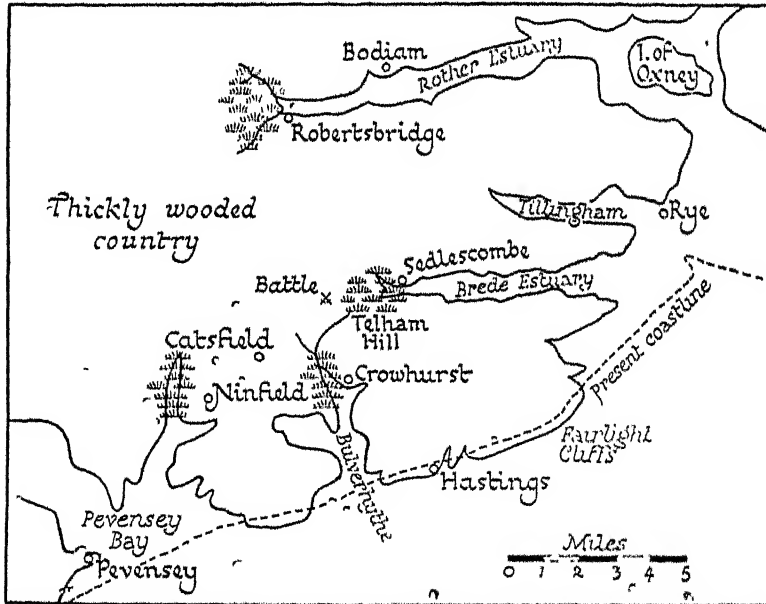 Bodiam
Rother Estuary
I. of
Oxney
Robertsbridge
Thickly wooded
country
Tillingham
Rye
Sedlescombe
Battle
Brede Estuary
Telham
Hill
Catsfield
Crowhurst
Ninfield
Present coastline
Fairlight
Cliffs
Bulverhythe
Hastings
Pevensey
Bay
Pevensey
Miles
0 1 2 3 4 5